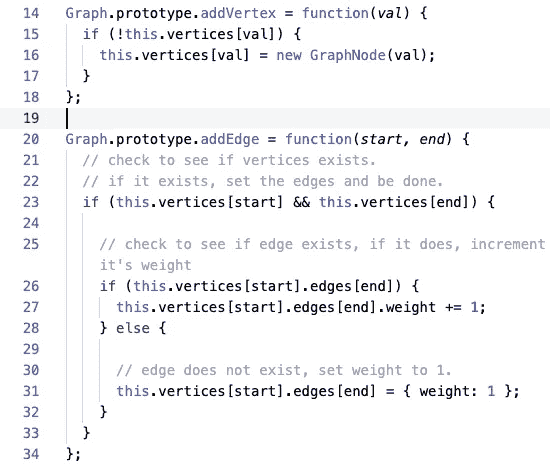 14 Graph.prototype.addVertex = function(val) {
15   if (!this.vertices[val]) {
16     this.vertices[val] = new GraphNode(val);
17   }
18 };
19
20 Graph.prototype.addEdge = function(start, end) {
21   // check to see if vertices exists.
22   // if it exists, set the edges and be done.
23   if (this.vertices[start] && this.vertices[end]) {
24
25     // check to see if edge exists, if it does, increment
it's weight
26     if (this.vertices[start].edges[end]) {
27       this.vertices[start].edges[end].weight += 1;
28     } else {
29
30       // edge does not exist, set weight to 1.
31       this.vertices[start].edges[end] = { weight: 1 };
32     }
33   }
34 };